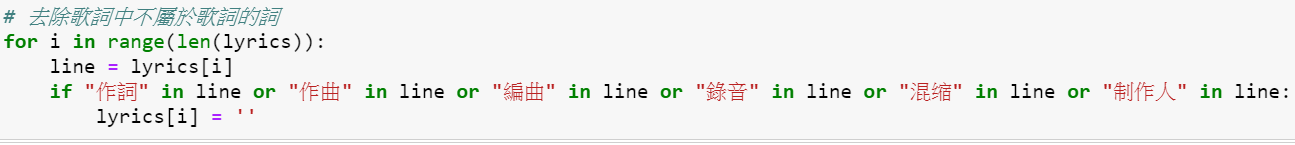 # 去除歌詞中不屬於歌詞的詞
for i in range(len(lyrics)):
    line = lyrics[i]
    if "作詞" in line or "作曲" in line or "編曲" in line or "錄音" in line or "混缩" in line or "制作人" in line:
        lyrics[i] = ''